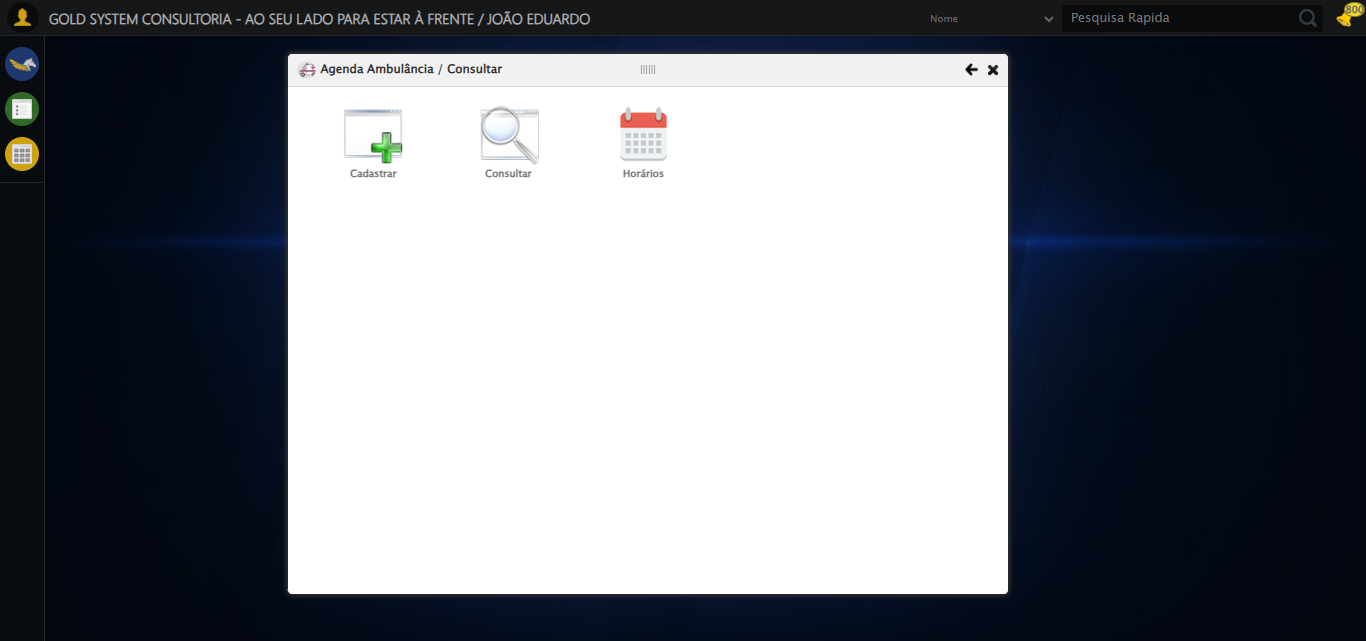 GOLD SYSTEM CONSULTORIA - AO SEU LADO PARA ESTAR À FRENTE / JOÃO EDUARDO
Nome
Pesquisa Rapida
800
Agenda Ambulância / Consultar
Cadastrar
Consultar
Horários